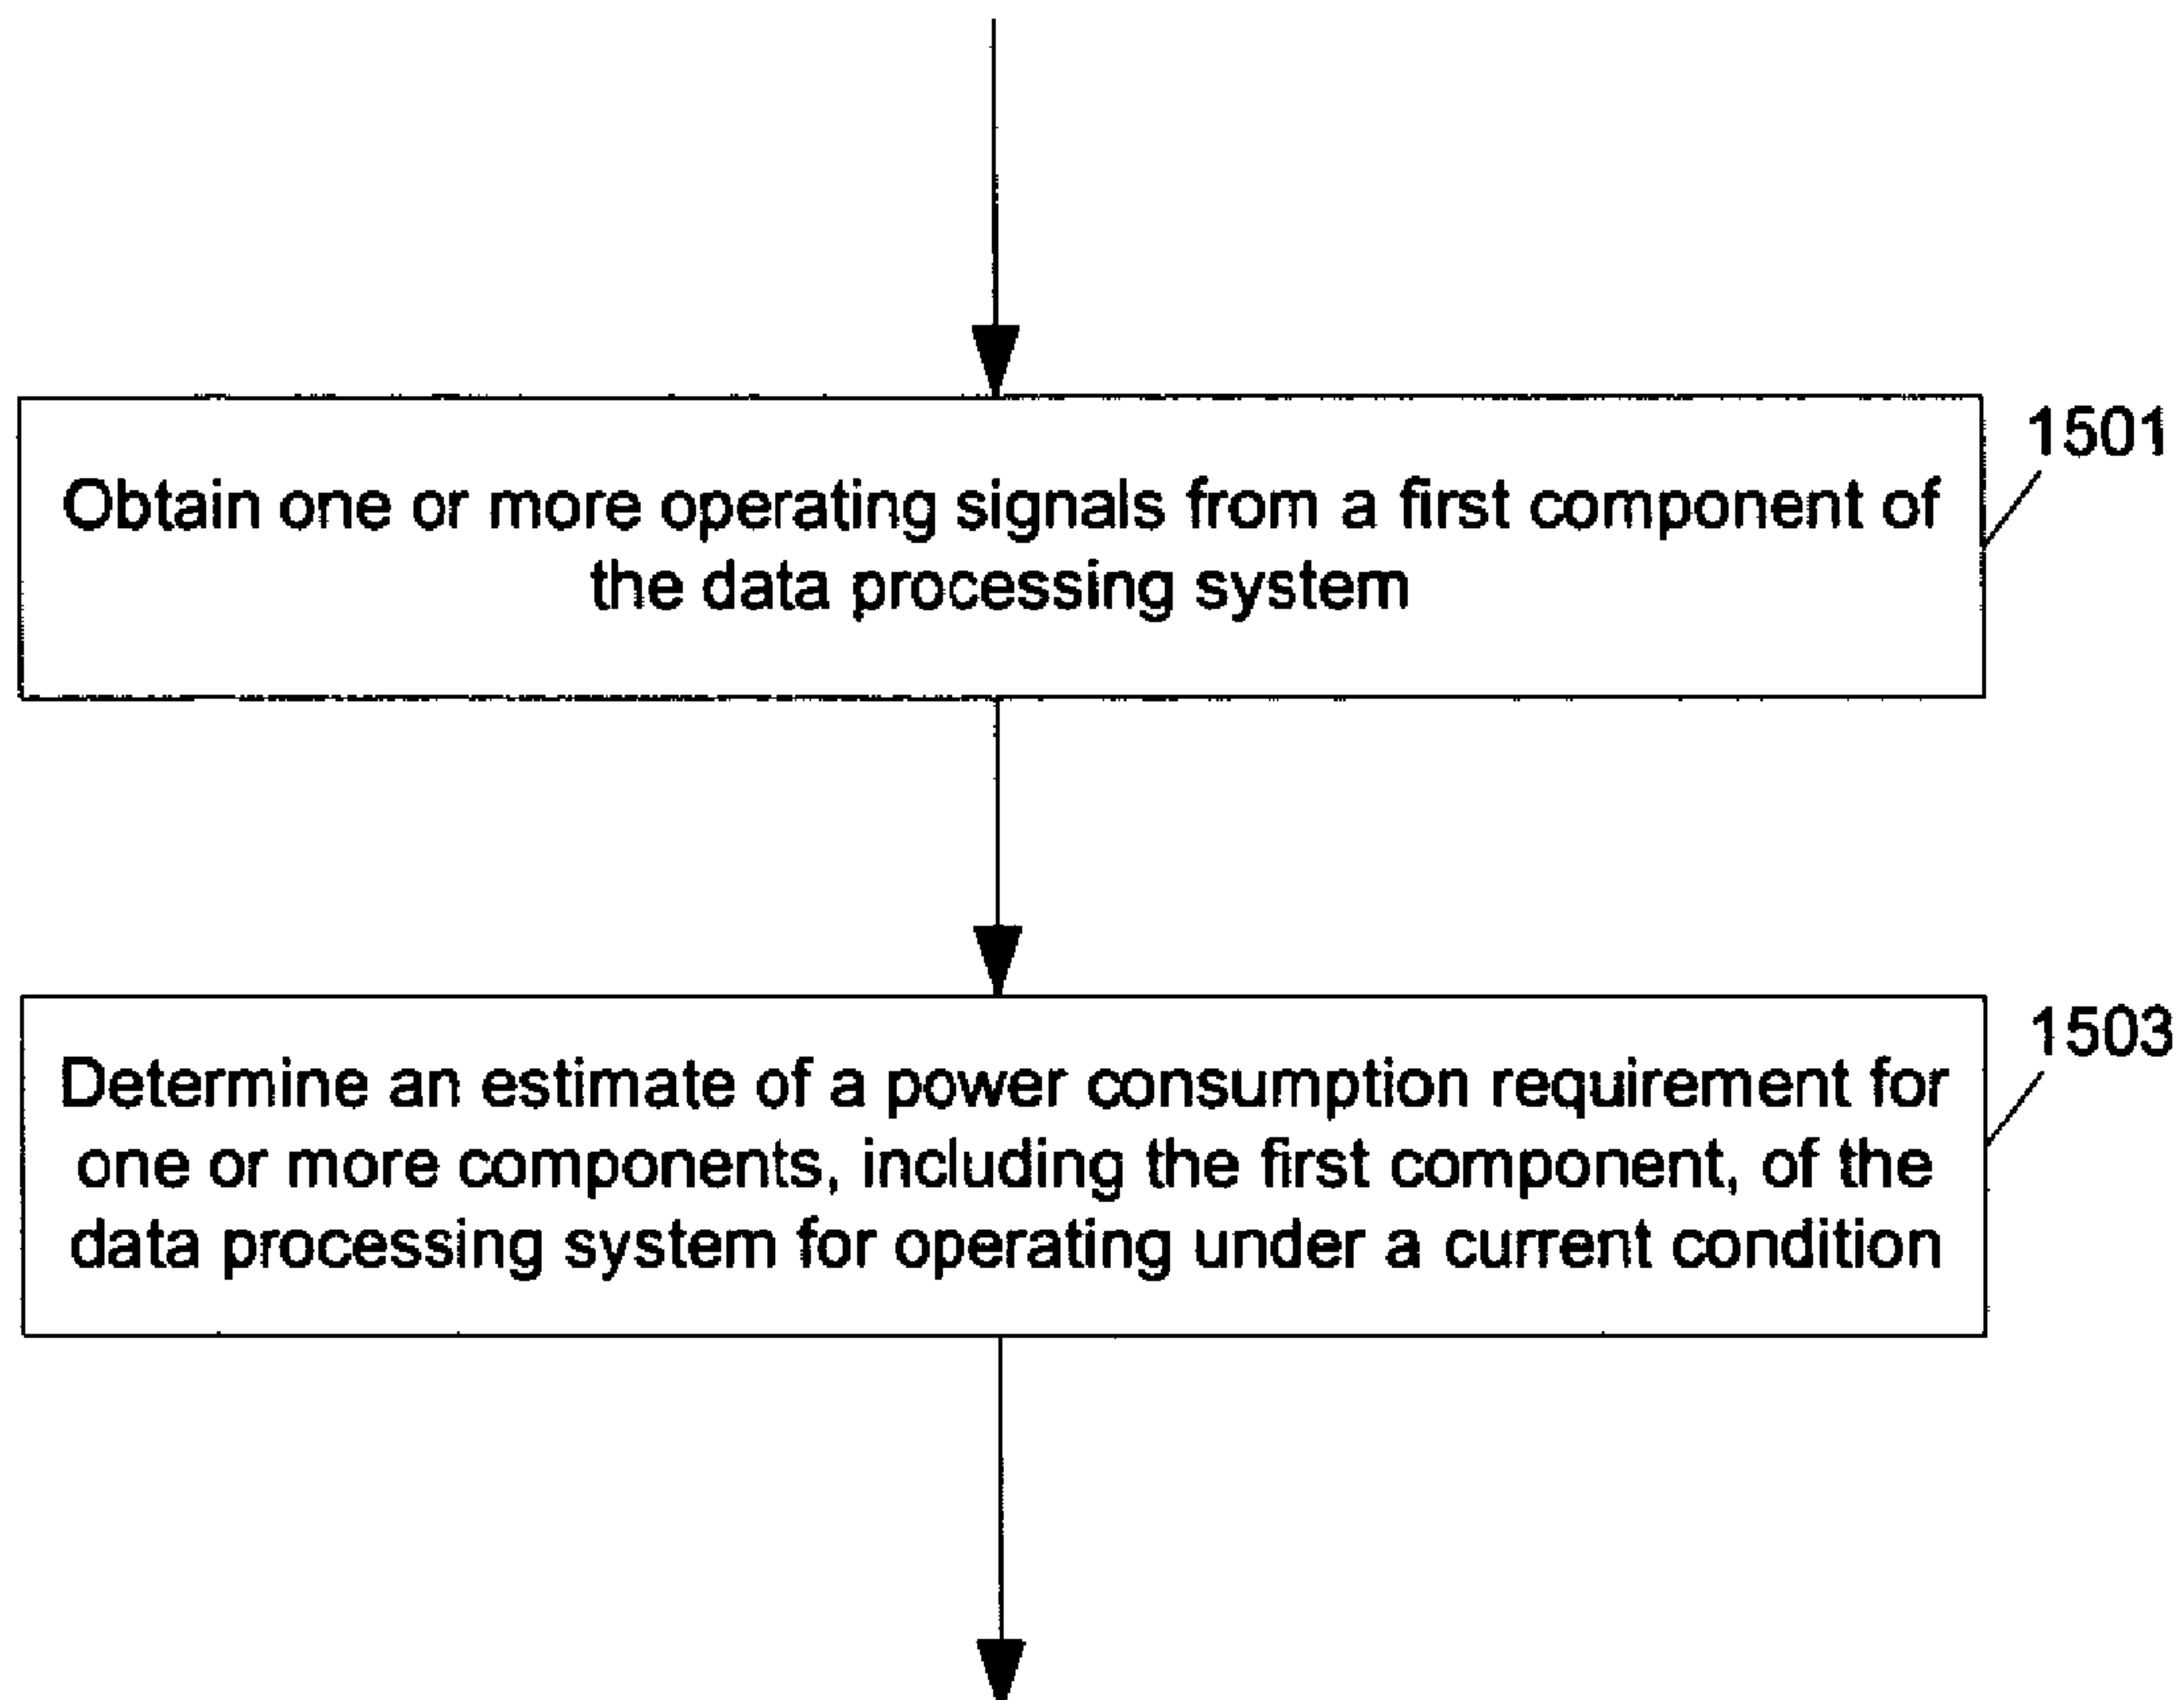 1501
Obtain one or more operating signals from a first component of
the data processing system
1503
Determine an estimate of a power consumption requirement for
one or more components, including the first component, of the
data processing system for operating under a current condition